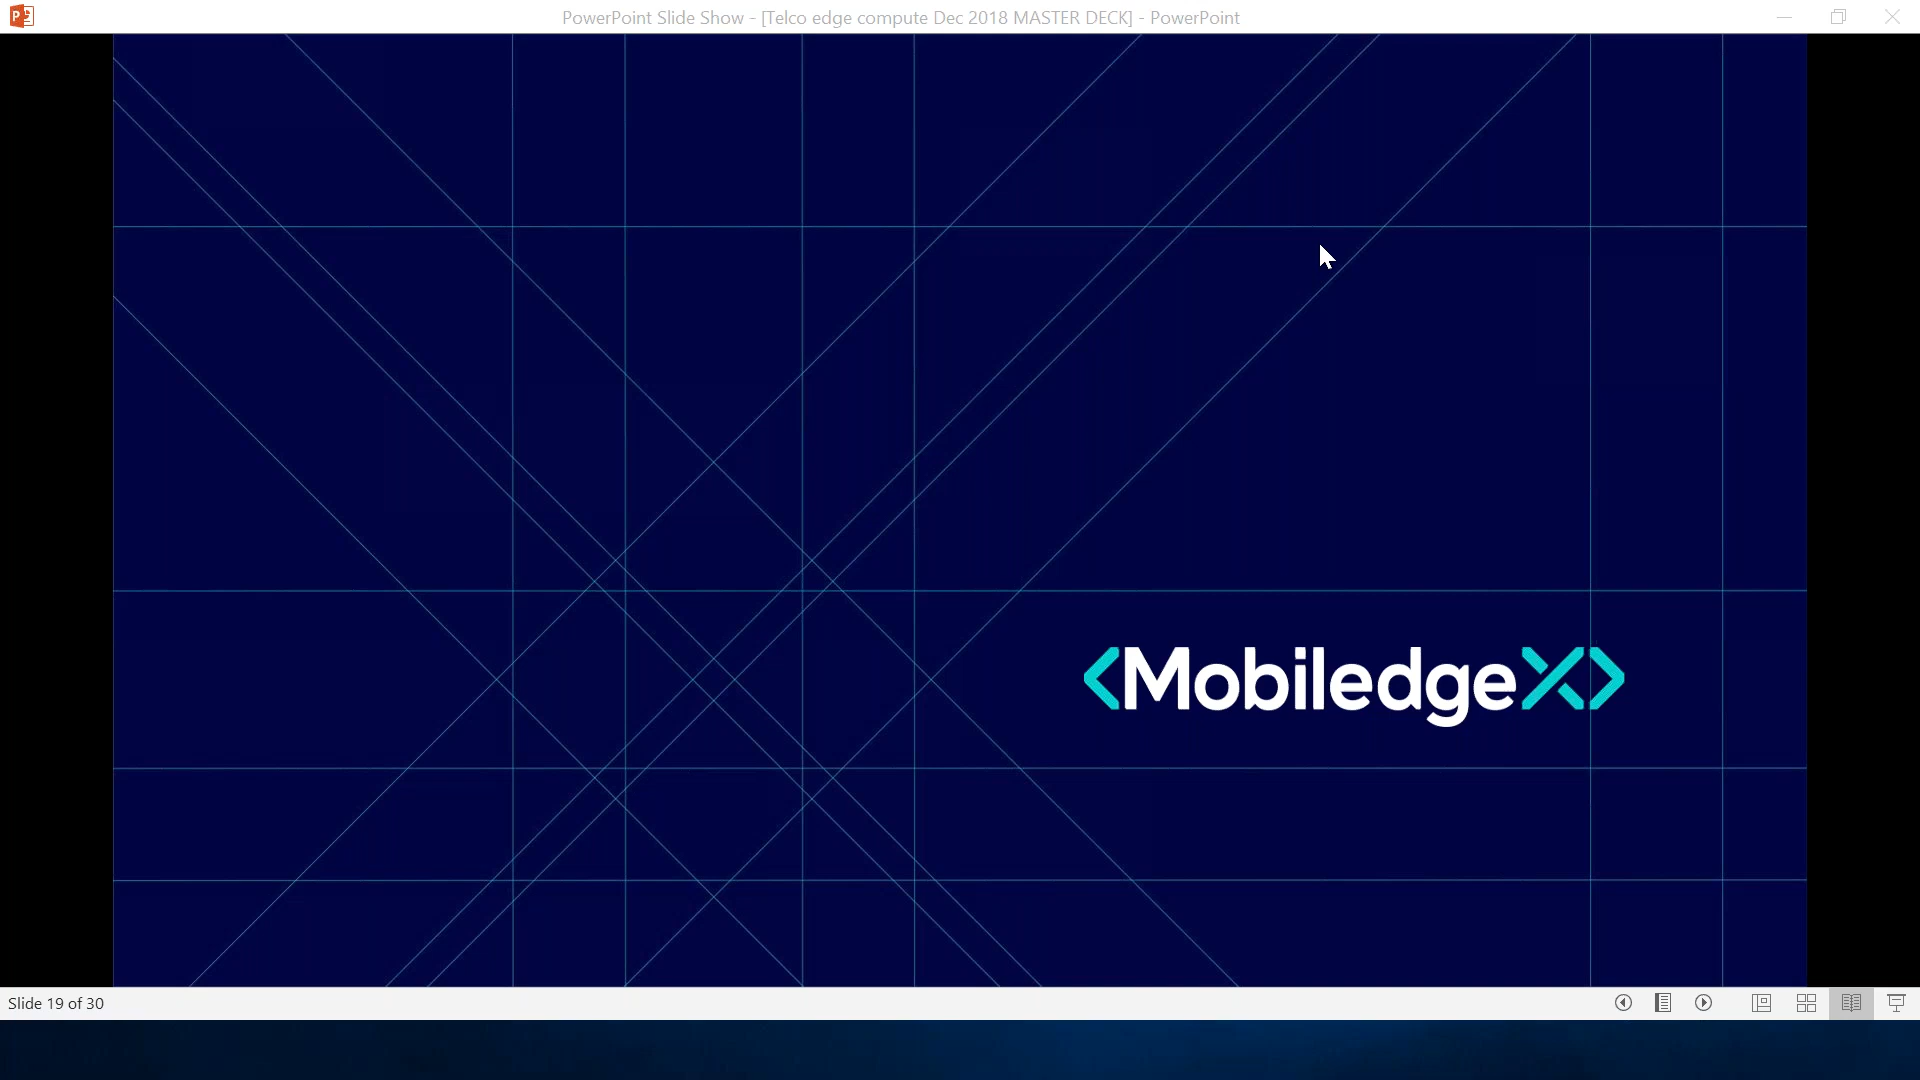 PowerPoint Slide Show - [Telco edge compute Dec 2018 MASTER DECK] - PowerPoint
<MobiledgeX>
Slide 19 of 30